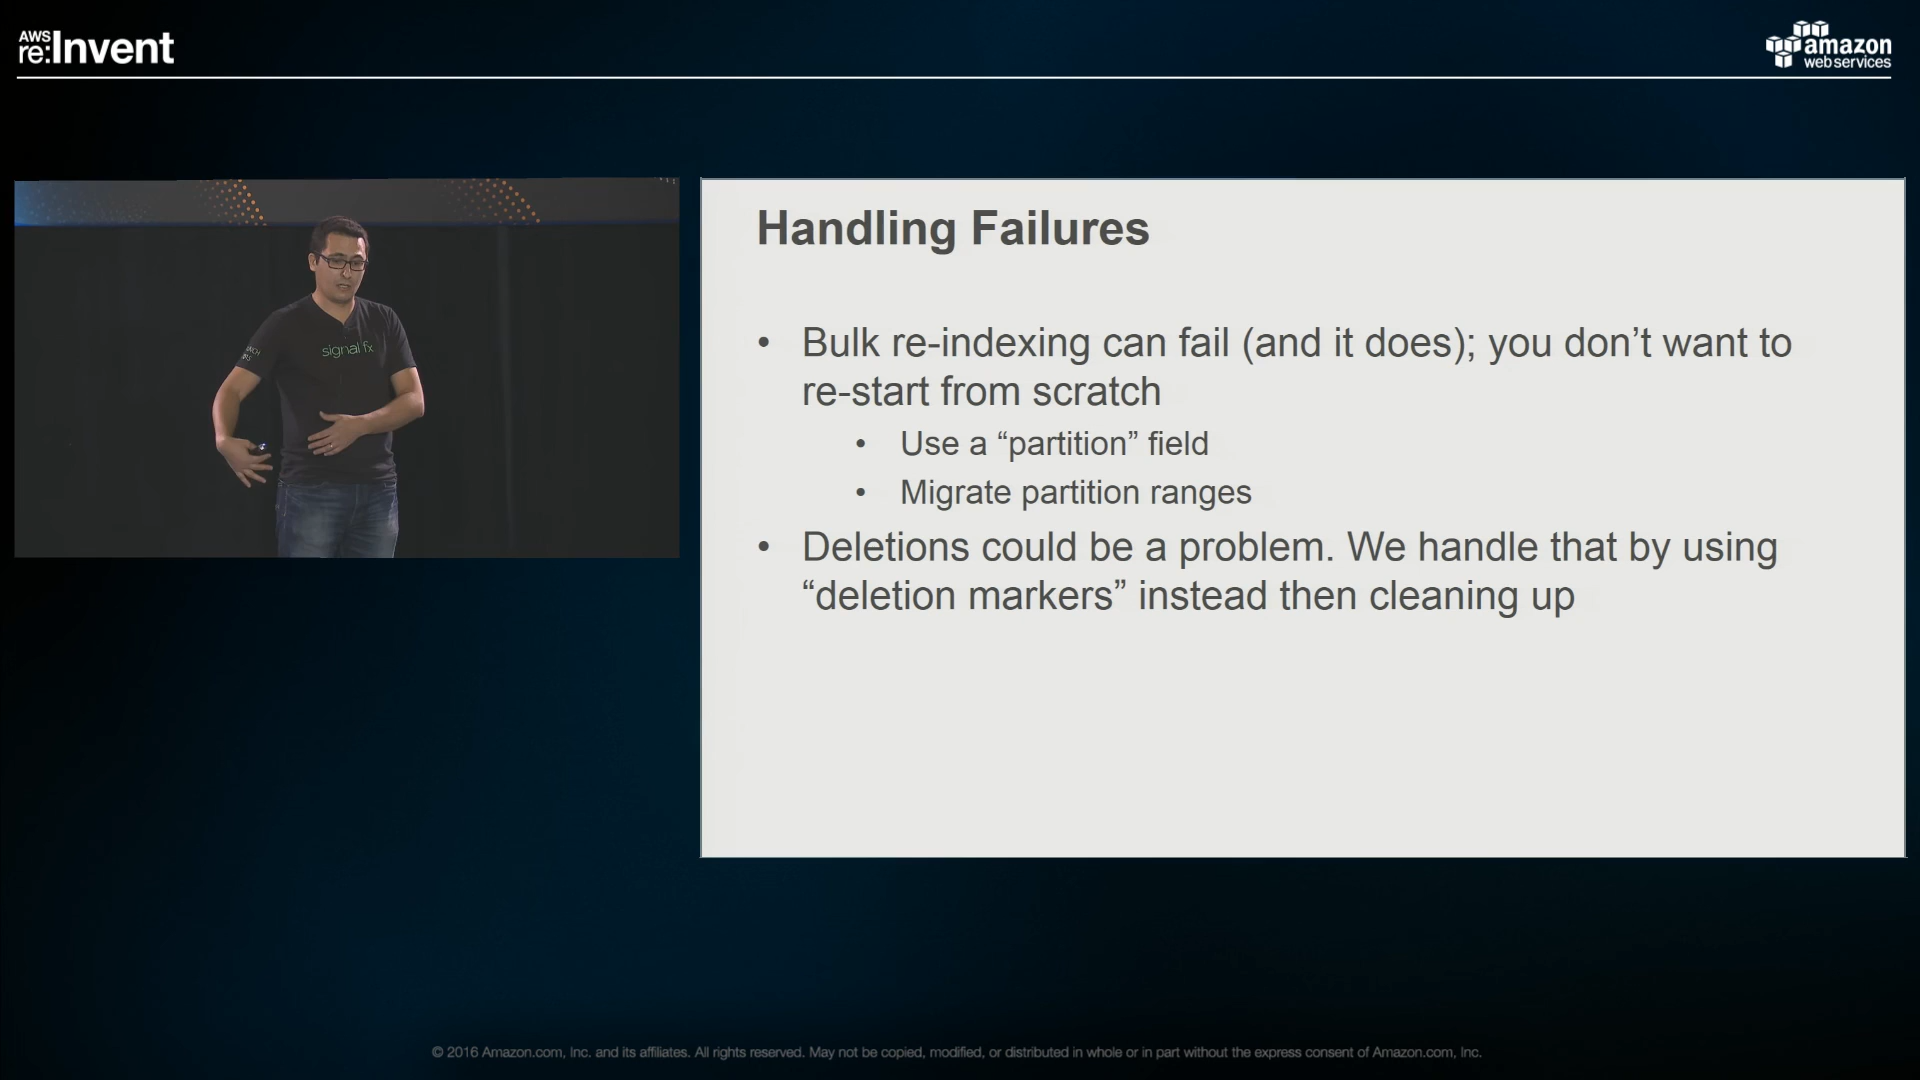 AWS
re:Invent
amazon
web services
signal fx
Handling Failures
• Bulk re-indexing can fail (and it does); you don’t want to
re-start from scratch
• Use a “partition” field
• Migrate partition ranges
• Deletions could be a problem. We handle that by using
“deletion markers” instead then cleaning up
© 2016 Amazon.com, Inc. and its affiliates. All rights reserved. May not be copied, modified, or distributed in whole or in part without the express consent of Amazon.com, Inc.